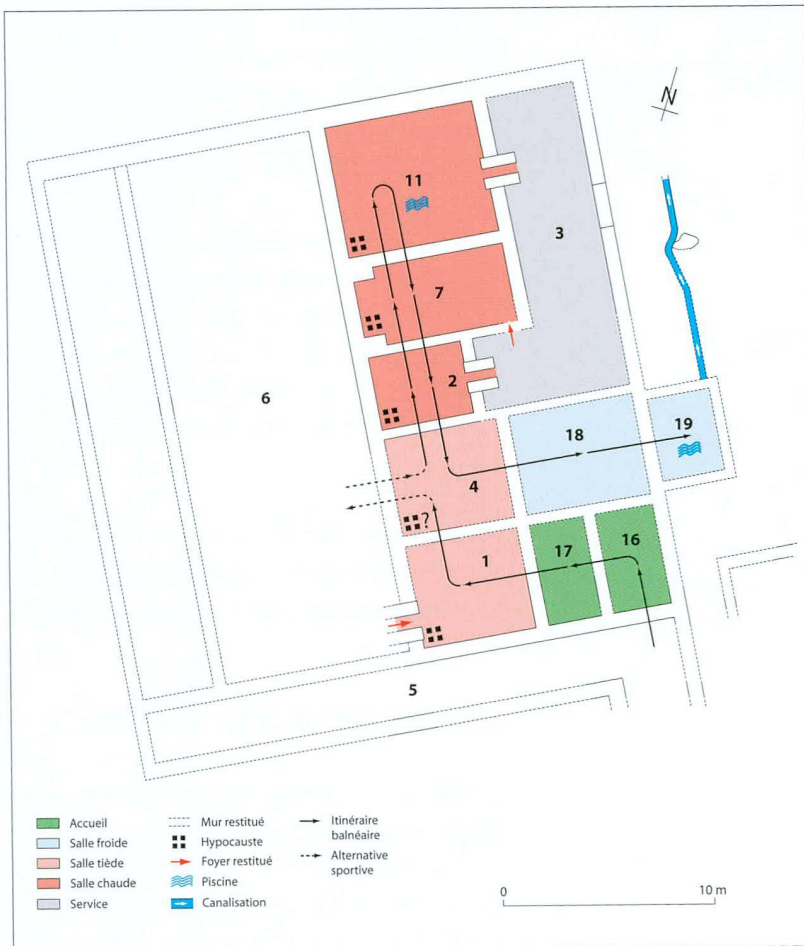 N
11
3
7
2
6
18
19
4
?
17
16
1
5
Accueil
Salle froide
Salle tiède
Salle chaude
Service
Mur restitué
Hypocauste
Foyer restitué
Piscine
Canalisation
Itinéraire
balnéaire
Alternative
sportive
0
10 m